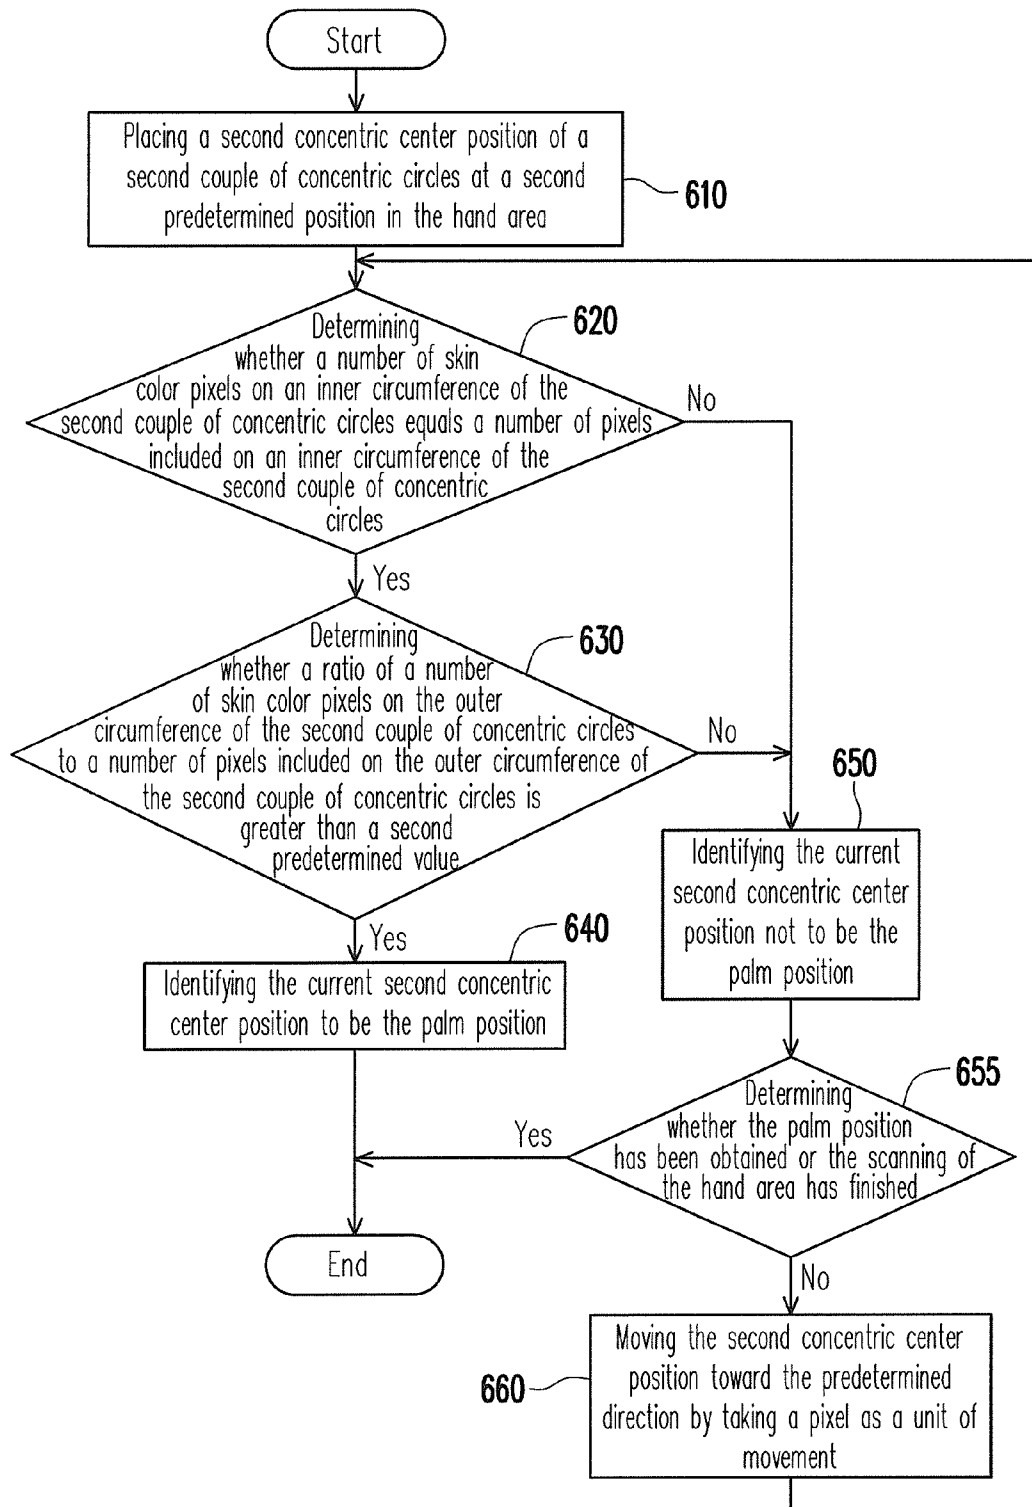 Start
Placing a second concentric center position of a
second couple of concentric circles at a second
predetermined position in the hand area
610
Determining
whether a number of skin
color pixels on an inner circumference of the
second couple of concentric circles equals a number of pixels
included on an inner circumference of the
second couple of concentric
circles
620
No
Yes
Determining
whether a ratio of a number
of skin color pixels on the outer
circumference of the second couple of concentric circles
to a number of pixels included on the outer circumference of
the second couple of concentric circles is
greater than a second
predetermined value
630
No
Yes
640
Identifying the current second concentric
center position to be the palm position
650
Identifying the current
second concentric center
position not to be the
palm position
655
Determining
whether the palm position
has been obtained or the scanning of
the hand area has finished
Yes
End
No
Moving the second concentric center
position toward the predetermined
direction by taking a pixel as a unit of
movement
660